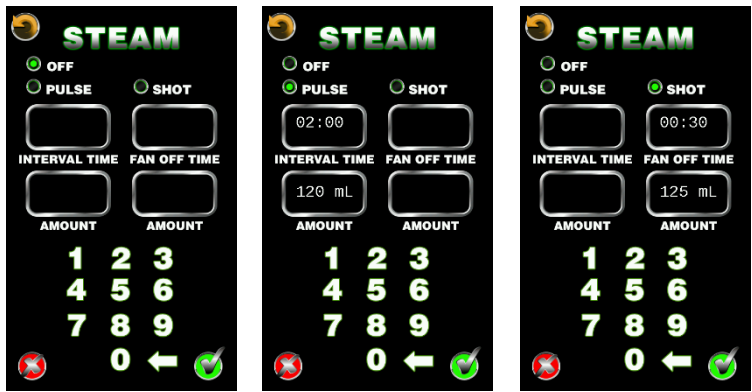 STEAM
OFF
PULSE SHOT
INTERVAL TIME FAN OFF TIME
AMOUNT AMOUNT
1 2 3
4 5 6
7 8 9
0
STEAM
OFF
PULSE SHOT
02:00
INTERVAL TIME FAN OFF TIME
120 mL
AMOUNT AMOUNT
1 2 3
4 5 6
7 8 9
0
STEAM
OFF
PULSE SHOT
00:30
INTERVAL TIME FAN OFF TIME
125 mL
AMOUNT AMOUNT
1 2 3
4 5 6
7 8 9
0